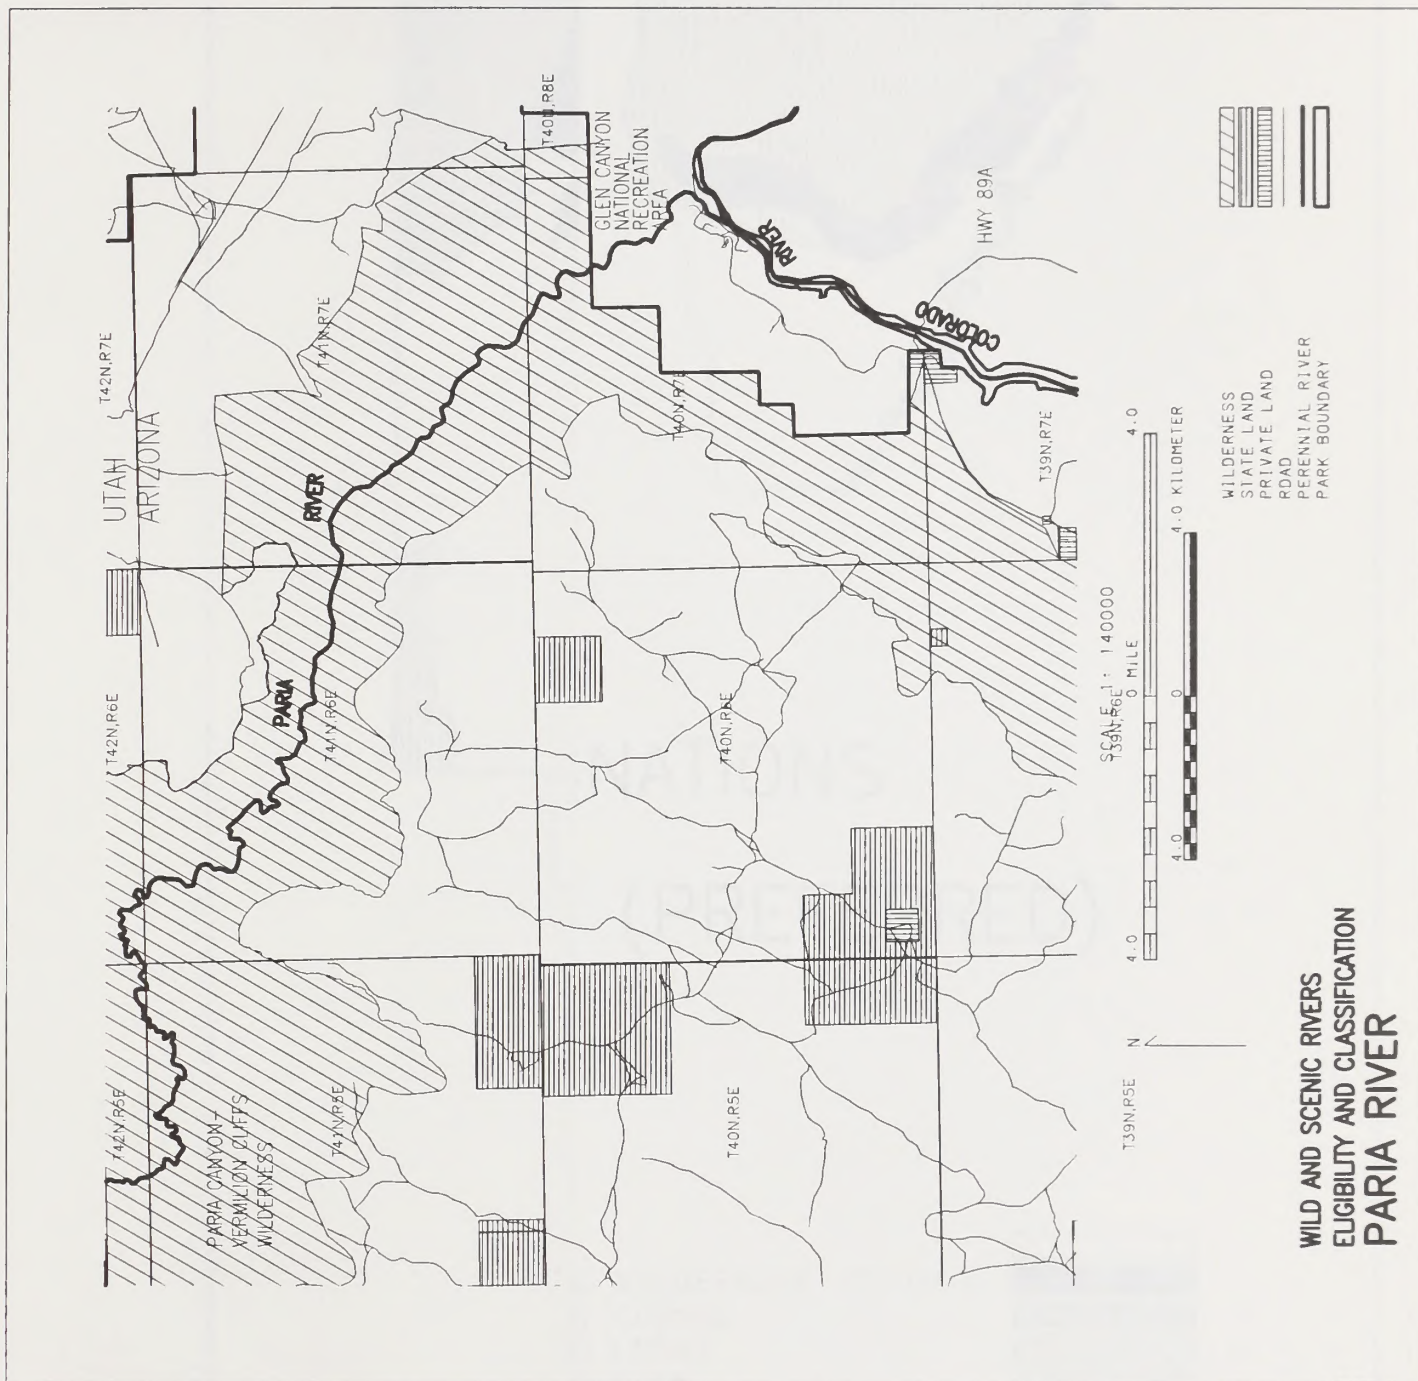 UTAH
ARIZONA
T42N,R5E
T42N,R6E
T42N,R7E
PARIA CANYON-
VERMILION CLIFFS
WILDERNESS
PARIA
RIVER
T41N,R5E
T41N,R6E
T41N,R7E
T40N,R8E
GLEN CANYON
NATIONAL
RECREATION
AREA
T40N,R5E
T40N,R6E
T40N,R7E
RIVER
COLORADO
HWY 89A
T39N,R5E
T39N,R6E
T39N,R7E
N
SCALE 1: 140000
4.0 0 MILE 4.0
4.0 0 4.0 KILOMETER
WILDERNESS
STATE LAND
PRIVATE LAND
ROAD
PERENNIAL RIVER
PARK BOUNDARY
WILD AND SCENIC RIVERS
ELIGIBILITY AND CLASSIFICATION
PARIA RIVER